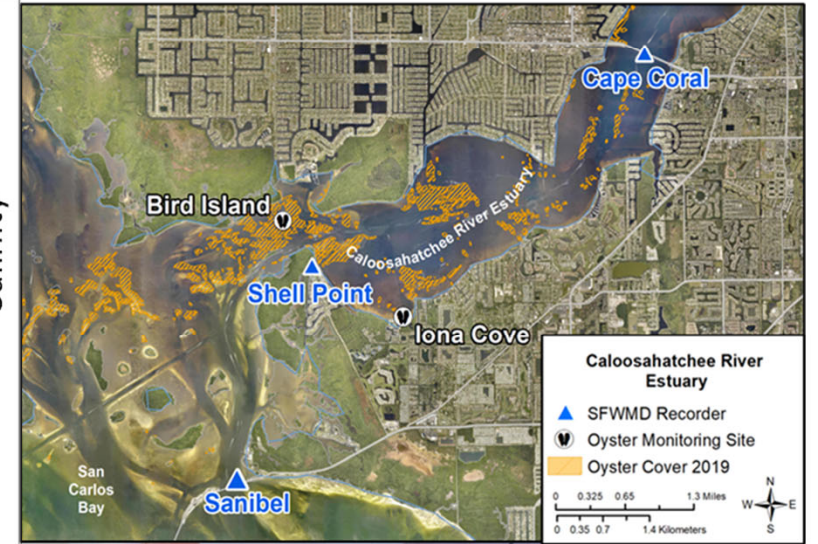 Cape Coral
Bird Island
Caloosahatchee River Estuary
Shell Point
Iona Cove
San
Carlos
Bay
Sanibel
Caloosahatchee River
Estuary
SFWMD Recorder
Oyster Monitoring Site
Oyster Cover 2019
0 0.325 0.65 1.3 Miles
0 0.35 0.7 1.4 Kilometers
N
W E
S